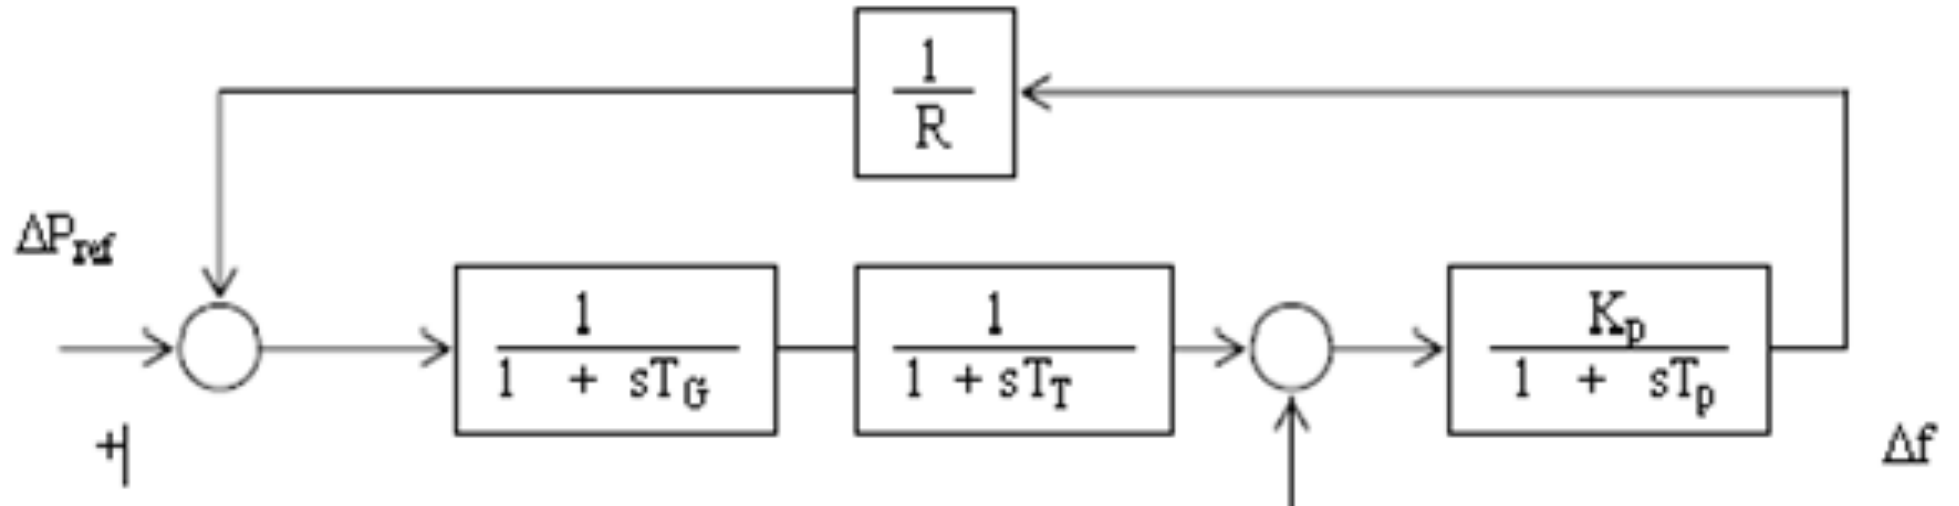 1
R
ΔP_ref
1
1 + sT_G
1
1 + sT_T
K_p
1 + sT_p
+|
Δf